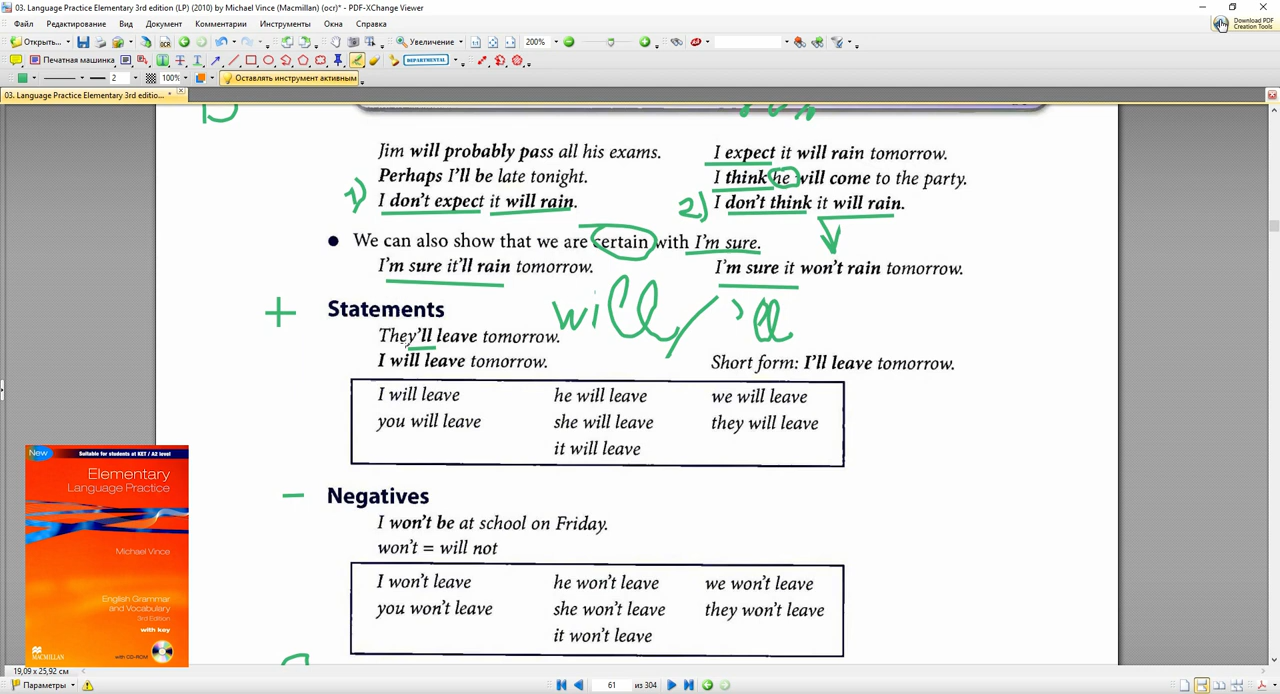 03. Language Practice Elementary 3rd edition (LP) (2010) by Michael Vince (Macmillan) (ocr)* - PDF-XChange Viewer
Файл Редактирование Вид Документ Комментарии Инструменты Окна Справка
Download PDF
Creation Tools
Открыть... OCR Увеличение 200%
Печатная машинка DEPARTMENTAL
2 100% Оставлять инструмент активным
03. Language Practice Elementary 3rd editio... *
Jim will probably pass all his exams. I expect it will rain tomorrow.
Perhaps I'll be late tonight. I think he will come to the party.
1) I don't expect it will rain. 2) I don't think it will rain.
● We can also show that we are certain with I'm sure.
I'm sure it'll rain tomorrow. I'm sure it won't rain tomorrow.
+ Statements will / 'll
They'll leave tomorrow.
I will leave tomorrow. Short form: I'll leave tomorrow.
I will leave he will leave we will leave
you will leave she will leave they will leave
it will leave
− Negatives
I won't be at school on Friday.
won't = will not
I won't leave he won't leave we won't leave
you won't leave she won't leave they won't leave
it won't leave
New Suitable for students at KET / A2 level
Elementary
Language Practice
Michael Vince
English Grammar
and Vocabulary
3rd Edition
with key
MACMILLAN with CD-ROM
19,09 x 25,92 см
Параметры 61 из 304